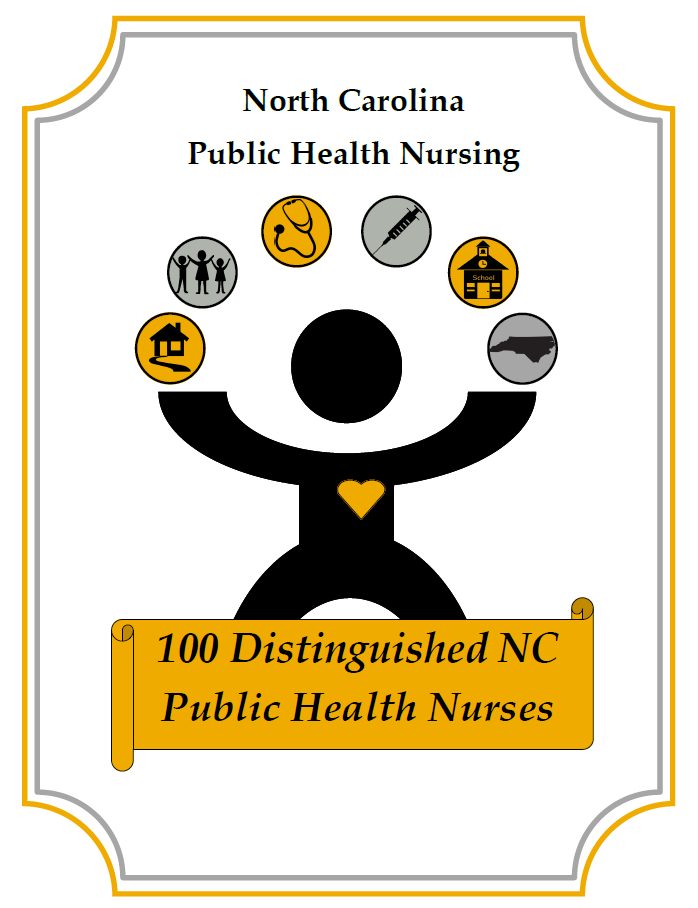 North Carolina
Public Health Nursing
School
100 Distinguished NC
Public Health Nurses